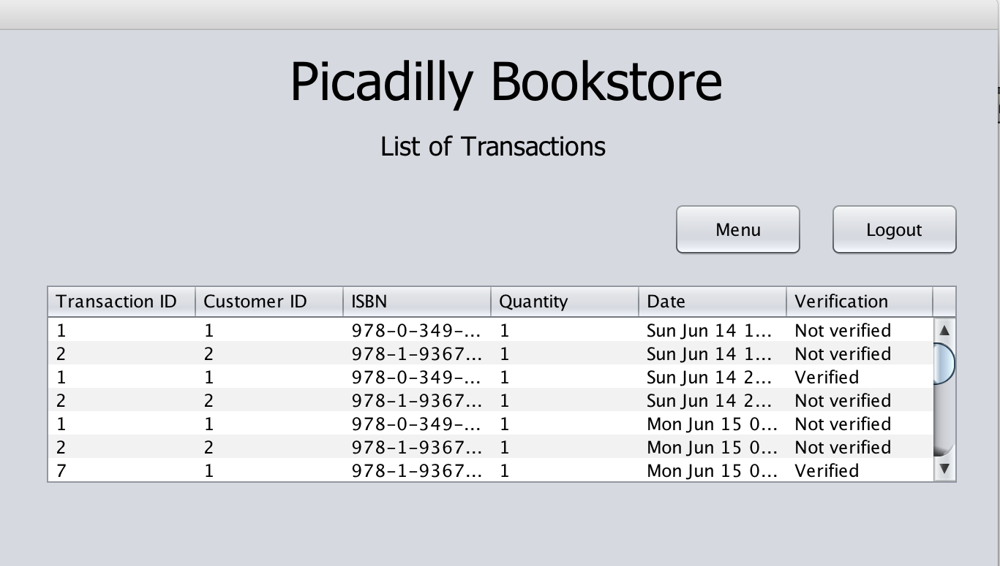 Picadilly Bookstore
List of Transactions
Menu Logout
Transaction ID Customer ID ISBN Quantity Date Verification
1 1 978-0-349-... 1 Sun Jun 14 1... Not verified
2 2 978-1-9367... 1 Sun Jun 14 1... Not verified
1 1 978-0-349-... 1 Sun Jun 14 2... Verified
2 2 978-1-9367... 1 Sun Jun 14 2... Not verified
1 1 978-0-349-... 1 Mon Jun 15 0... Not verified
2 2 978-1-9367... 1 Mon Jun 15 0... Not verified
7 1 978-1-9367... 1 Mon Jun 15 0... Verified